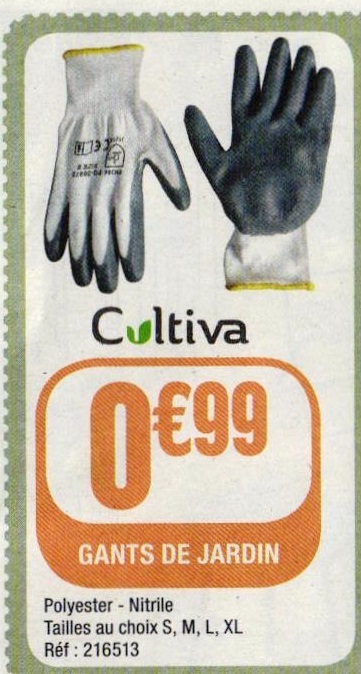 Cultiva
0€99
GANTS DE JARDIN
Polyester - Nitrile
Tailles au choix S, M, L, XL
Réf : 216513